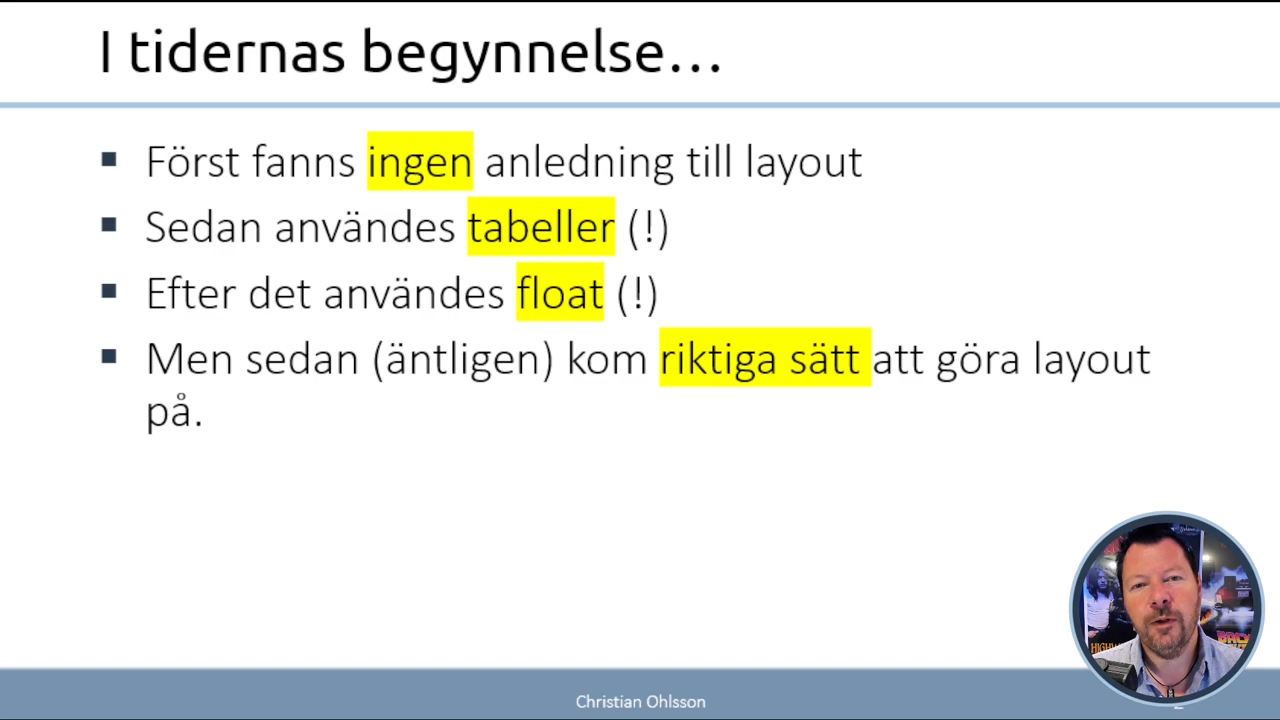 I tidernas begynnelse…
▪ Först fanns ingen anledning till layout
▪ Sedan användes tabeller (!)
▪ Efter det användes float (!)
▪ Men sedan (äntligen) kom riktiga sätt att göra layout
på.
Christian Ohlsson